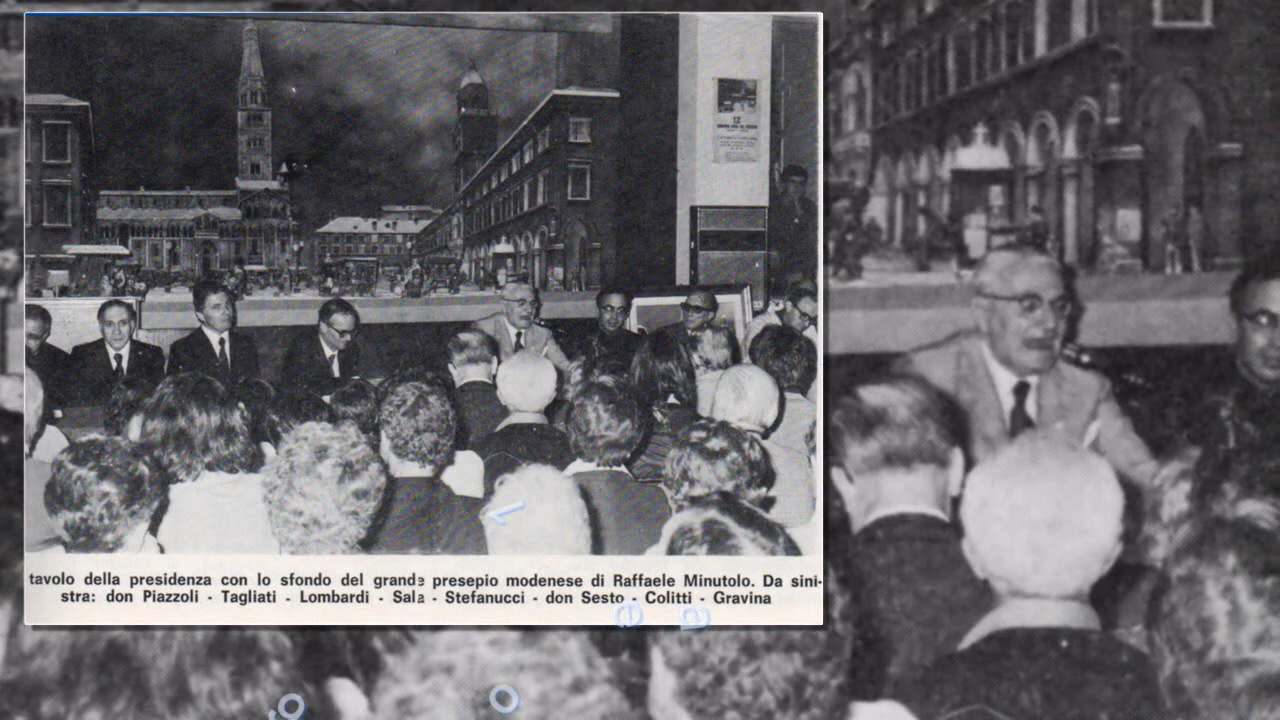 12
tavolo della presidenza con lo sfondo del grande presepio modenese di Raffaele Minutolo. Da sini-
stra: don Piazzoli - Tagliati - Lombardi - Sala - Stefanucci - don Sesto - Colitti - Gravina